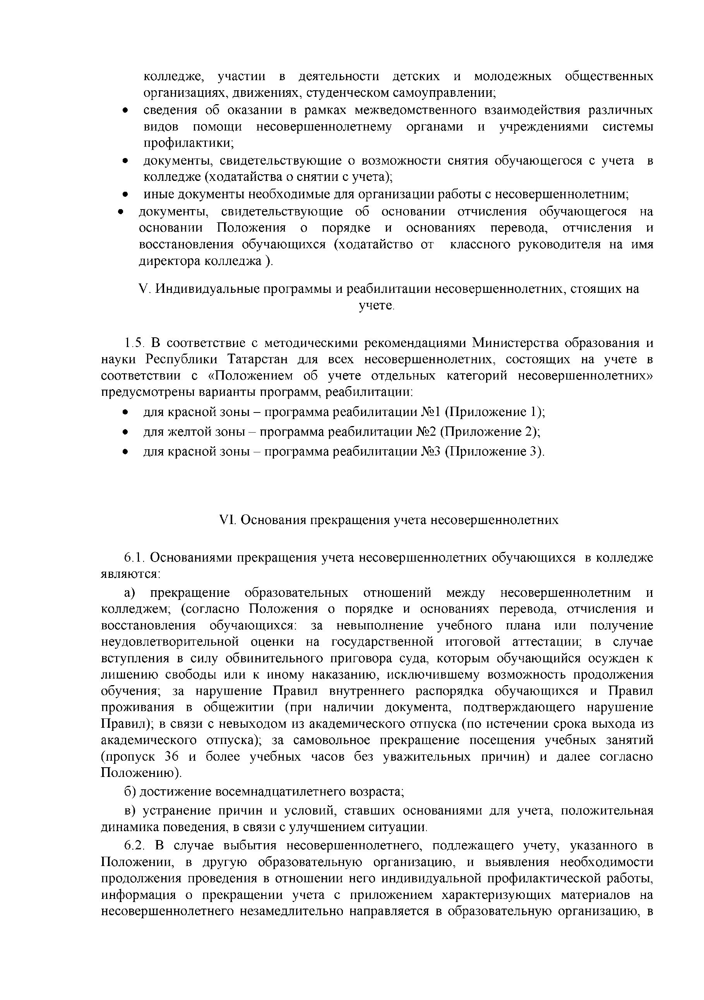 колледже, участии в деятельности детских и молодежных общественных
организациях, движениях, студенческом самоуправлении;
• сведения об оказании в рамках межведомственного взаимодействия различных
видов помощи несовершеннолетнему органами и учреждениями системы
профилактики;
• документы, свидетельствующие о возможности снятия обучающегося с учета в
колледже (ходатайства о снятии с учета);
• иные документы необходимые для организации работы с несовершеннолетним;
• документы, свидетельствующие об основании отчисления обучающегося на
основании Положения о порядке и основаниях перевода, отчисления и
восстановления обучающихся (ходатайство от классного руководителя на имя
директора колледжа ).
V. Индивидуальные программы и реабилитации несовершеннолетних, стоящих на
учете.
1.5. В соответствие с методическими рекомендациями Министерства образования и
науки Республики Татарстан для всех несовершеннолетних, состоящих на учете в
соответствии с «Положением об учете отдельных категорий несовершеннолетних»
предусмотрены варианты программ, реабилитации:
• для красной зоны – программа реабилитации №1 (Приложение 1);
• для желтой зоны – программа реабилитации №2 (Приложение 2);
• для красной зоны – программа реабилитации №3 (Приложение 3).
VI. Основания прекращения учета несовершеннолетних
6.1. Основаниями прекращения учета несовершеннолетних обучающихся в колледже
являются:
а) прекращение образовательных отношений между несовершеннолетним и
колледжем; (согласно Положения о порядке и основаниях перевода, отчисления и
восстановления обучающихся: за невыполнение учебного плана или получение
неудовлетворительной оценки на государственной итоговой аттестации; в случае
вступления в силу обвинительного приговора суда, которым обучающийся осужден к
лишению свободы или к иному наказанию, исключившему возможность продолжения
обучения; за нарушение Правил внутреннего распорядка обучающихся и Правил
проживания в общежитии (при наличии документа, подтверждающего нарушение
Правил); в связи с невыходом из академического отпуска (по истечении срока выхода из
академического отпуска); за самовольное прекращение посещения учебных занятий
(пропуск 36 и более учебных часов без уважительных причин) и далее согласно
Положению).
б) достижение восемнадцатилетнего возраста;
в) устранение причин и условий, ставших основаниями для учета, положительная
динамика поведения, в связи с улучшением ситуации.
6.2. В случае выбытия несовершеннолетнего, подлежащего учету, указанного в
Положении, в другую образовательную организацию, и выявления необходимости
продолжения проведения в отношении него индивидуальной профилактической работы,
информация о прекращении учета с приложением характеризующих материалов на
несовершеннолетнего незамедлительно направляется в образовательную организацию, в